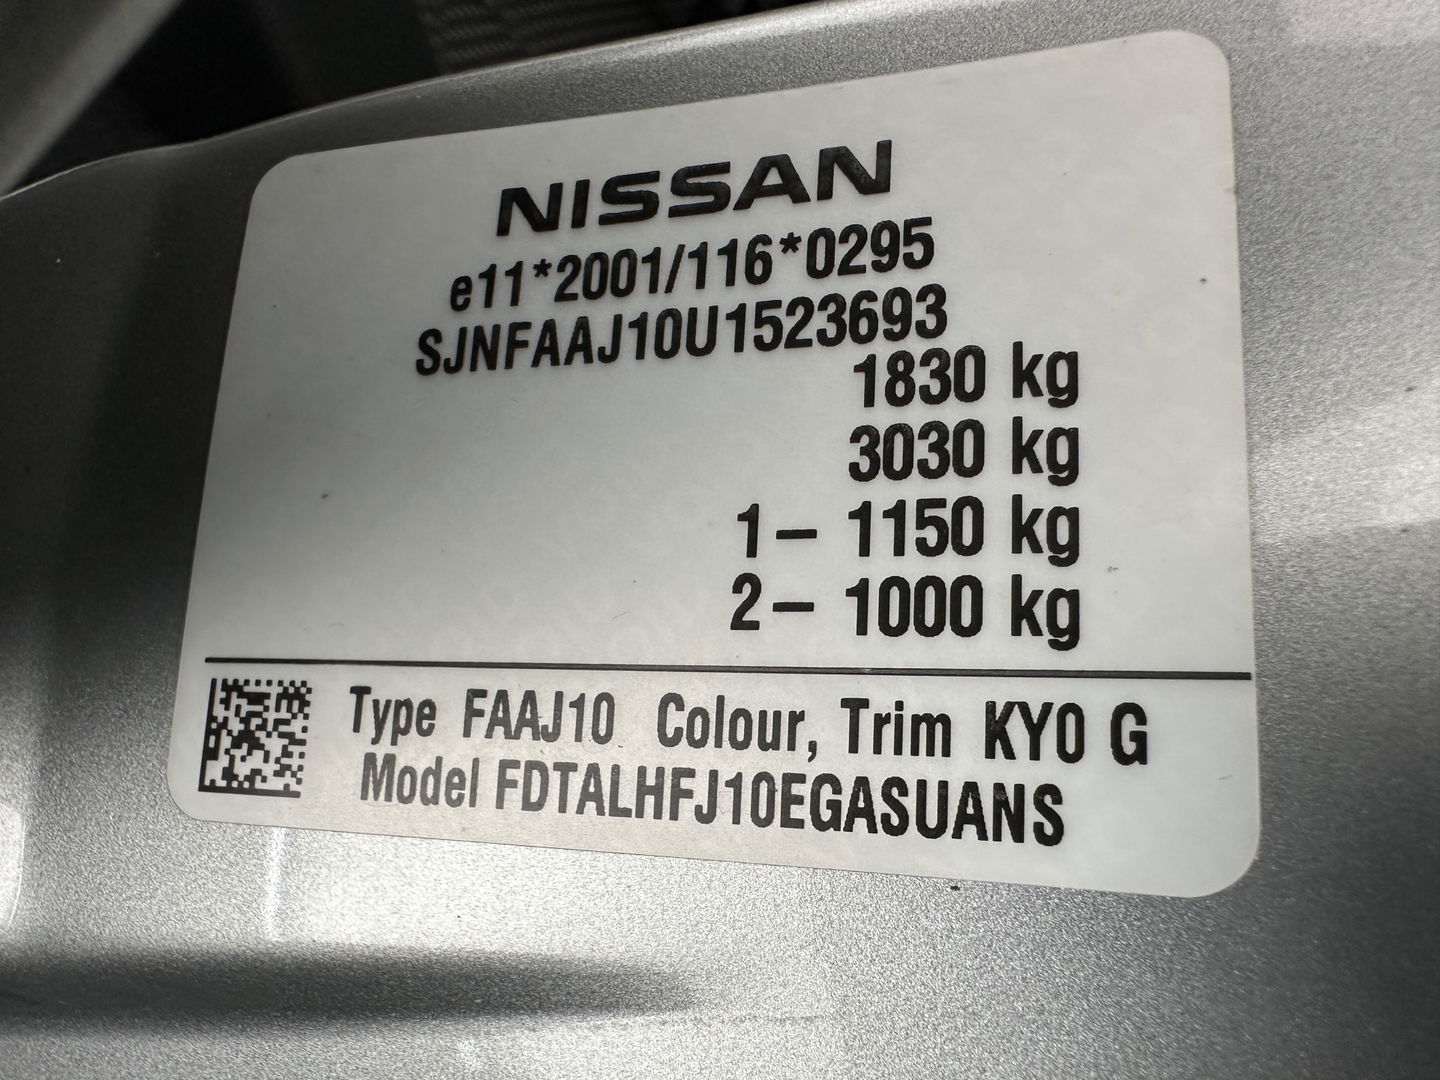 NISSAN
e11*2001/116*0295
SJNFAAJ10U1523693
1830 kg
3030 kg
1– 1150 kg
2– 1000 kg
Type FAAJ10 Colour, Trim KY0 G
Model FDTALHFJ10EGASUANS